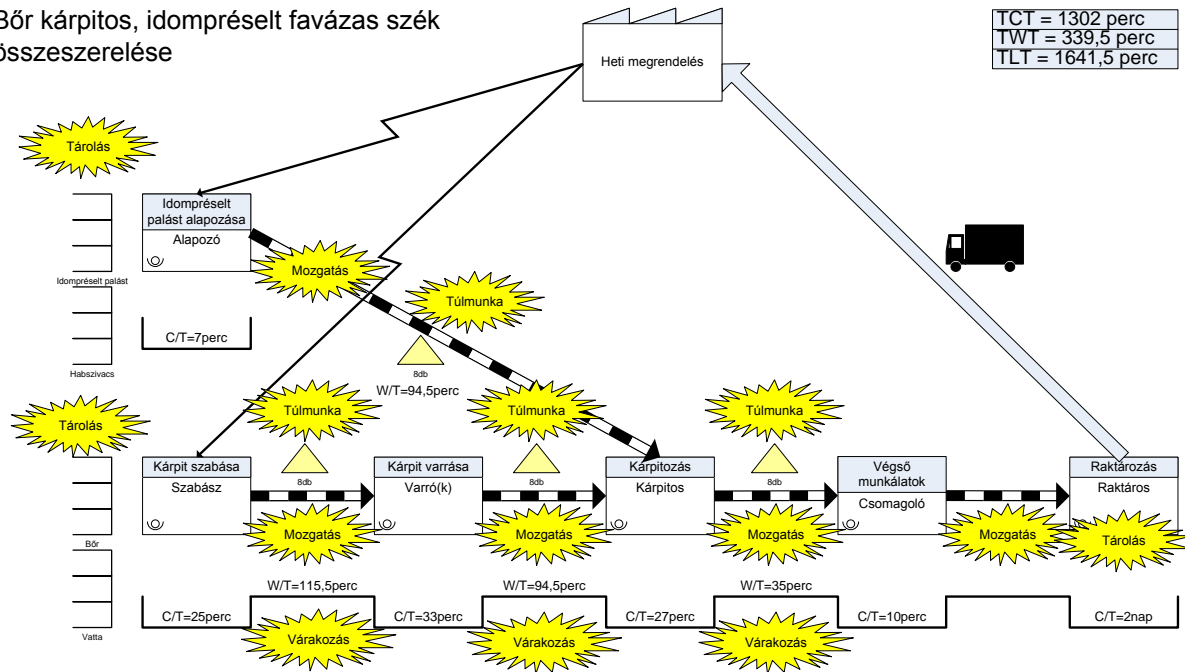 Bőr kárpitos, idompréselt favázas szék
összeszerelése
Heti megrendelés
TCT = 1302 perc
TWT = 339,5 perc
TLT = 1641,5 perc
Tárolás
Idompréselt palást
Habszivacs
Idompréselt
palást alapozása
Alapozó
C/T=7perc
Mozgatás
Túlmunka
8db
W/T=94,5perc
Tárolás
Bőr
Vatta
Túlmunka
8db
Túlmunka
8db
Túlmunka
8db
Kárpit szabása
Szabász
Mozgatás
Kárpit varrása
Varró(k)
Mozgatás
Kárpitozás
Kárpitos
Mozgatás
Végső
munkálatok
Csomagoló
Mozgatás
Raktározás
Raktáros
Tárolás
C/T=25perc
W/T=115,5perc
Várakozás
C/T=33perc
W/T=94,5perc
Várakozás
C/T=27perc
W/T=35perc
Várakozás
C/T=10perc
C/T=2nap